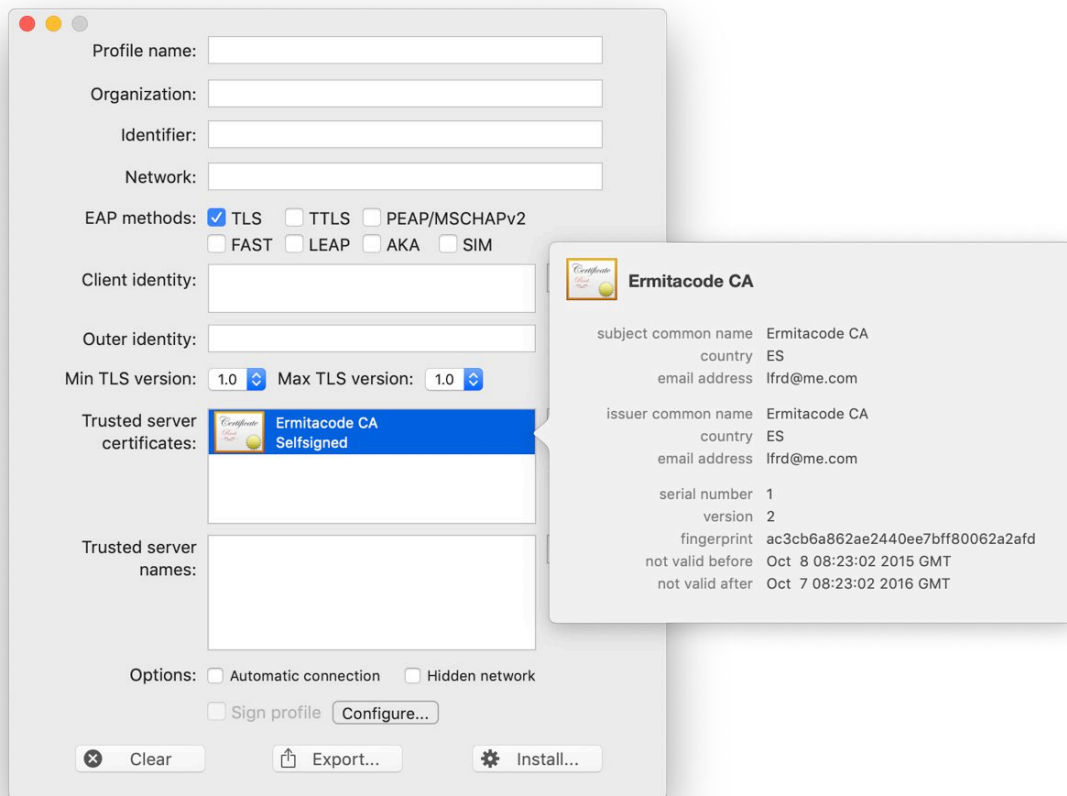 Profile name:
Organization:
Identifier:
Network:
EAP methods: TLS TTLS PEAP/MSCHAPv2
FAST LEAP AKA SIM
Client identity:
Outer identity:
Min TLS version: 1.0 Max TLS version: 1.0
Trusted server
certificates:
Certificate
Root
Ermitacode CA
Selfsigned
Trusted server
names:
Options: Automatic connection Hidden network
Sign profile Configure...
Clear Export... Install...
Certificate
Root
Ermitacode CA
subject common name Ermitacode CA
country ES
email address lfrd@me.com
issuer common name Ermitacode CA
country ES
email address lfrd@me.com
serial number 1
version 2
fingerprint ac3cb6a862ae2440ee7bff80062a2afd
not valid before Oct 8 08:23:02 2015 GMT
not valid after Oct 7 08:23:02 2016 GMT